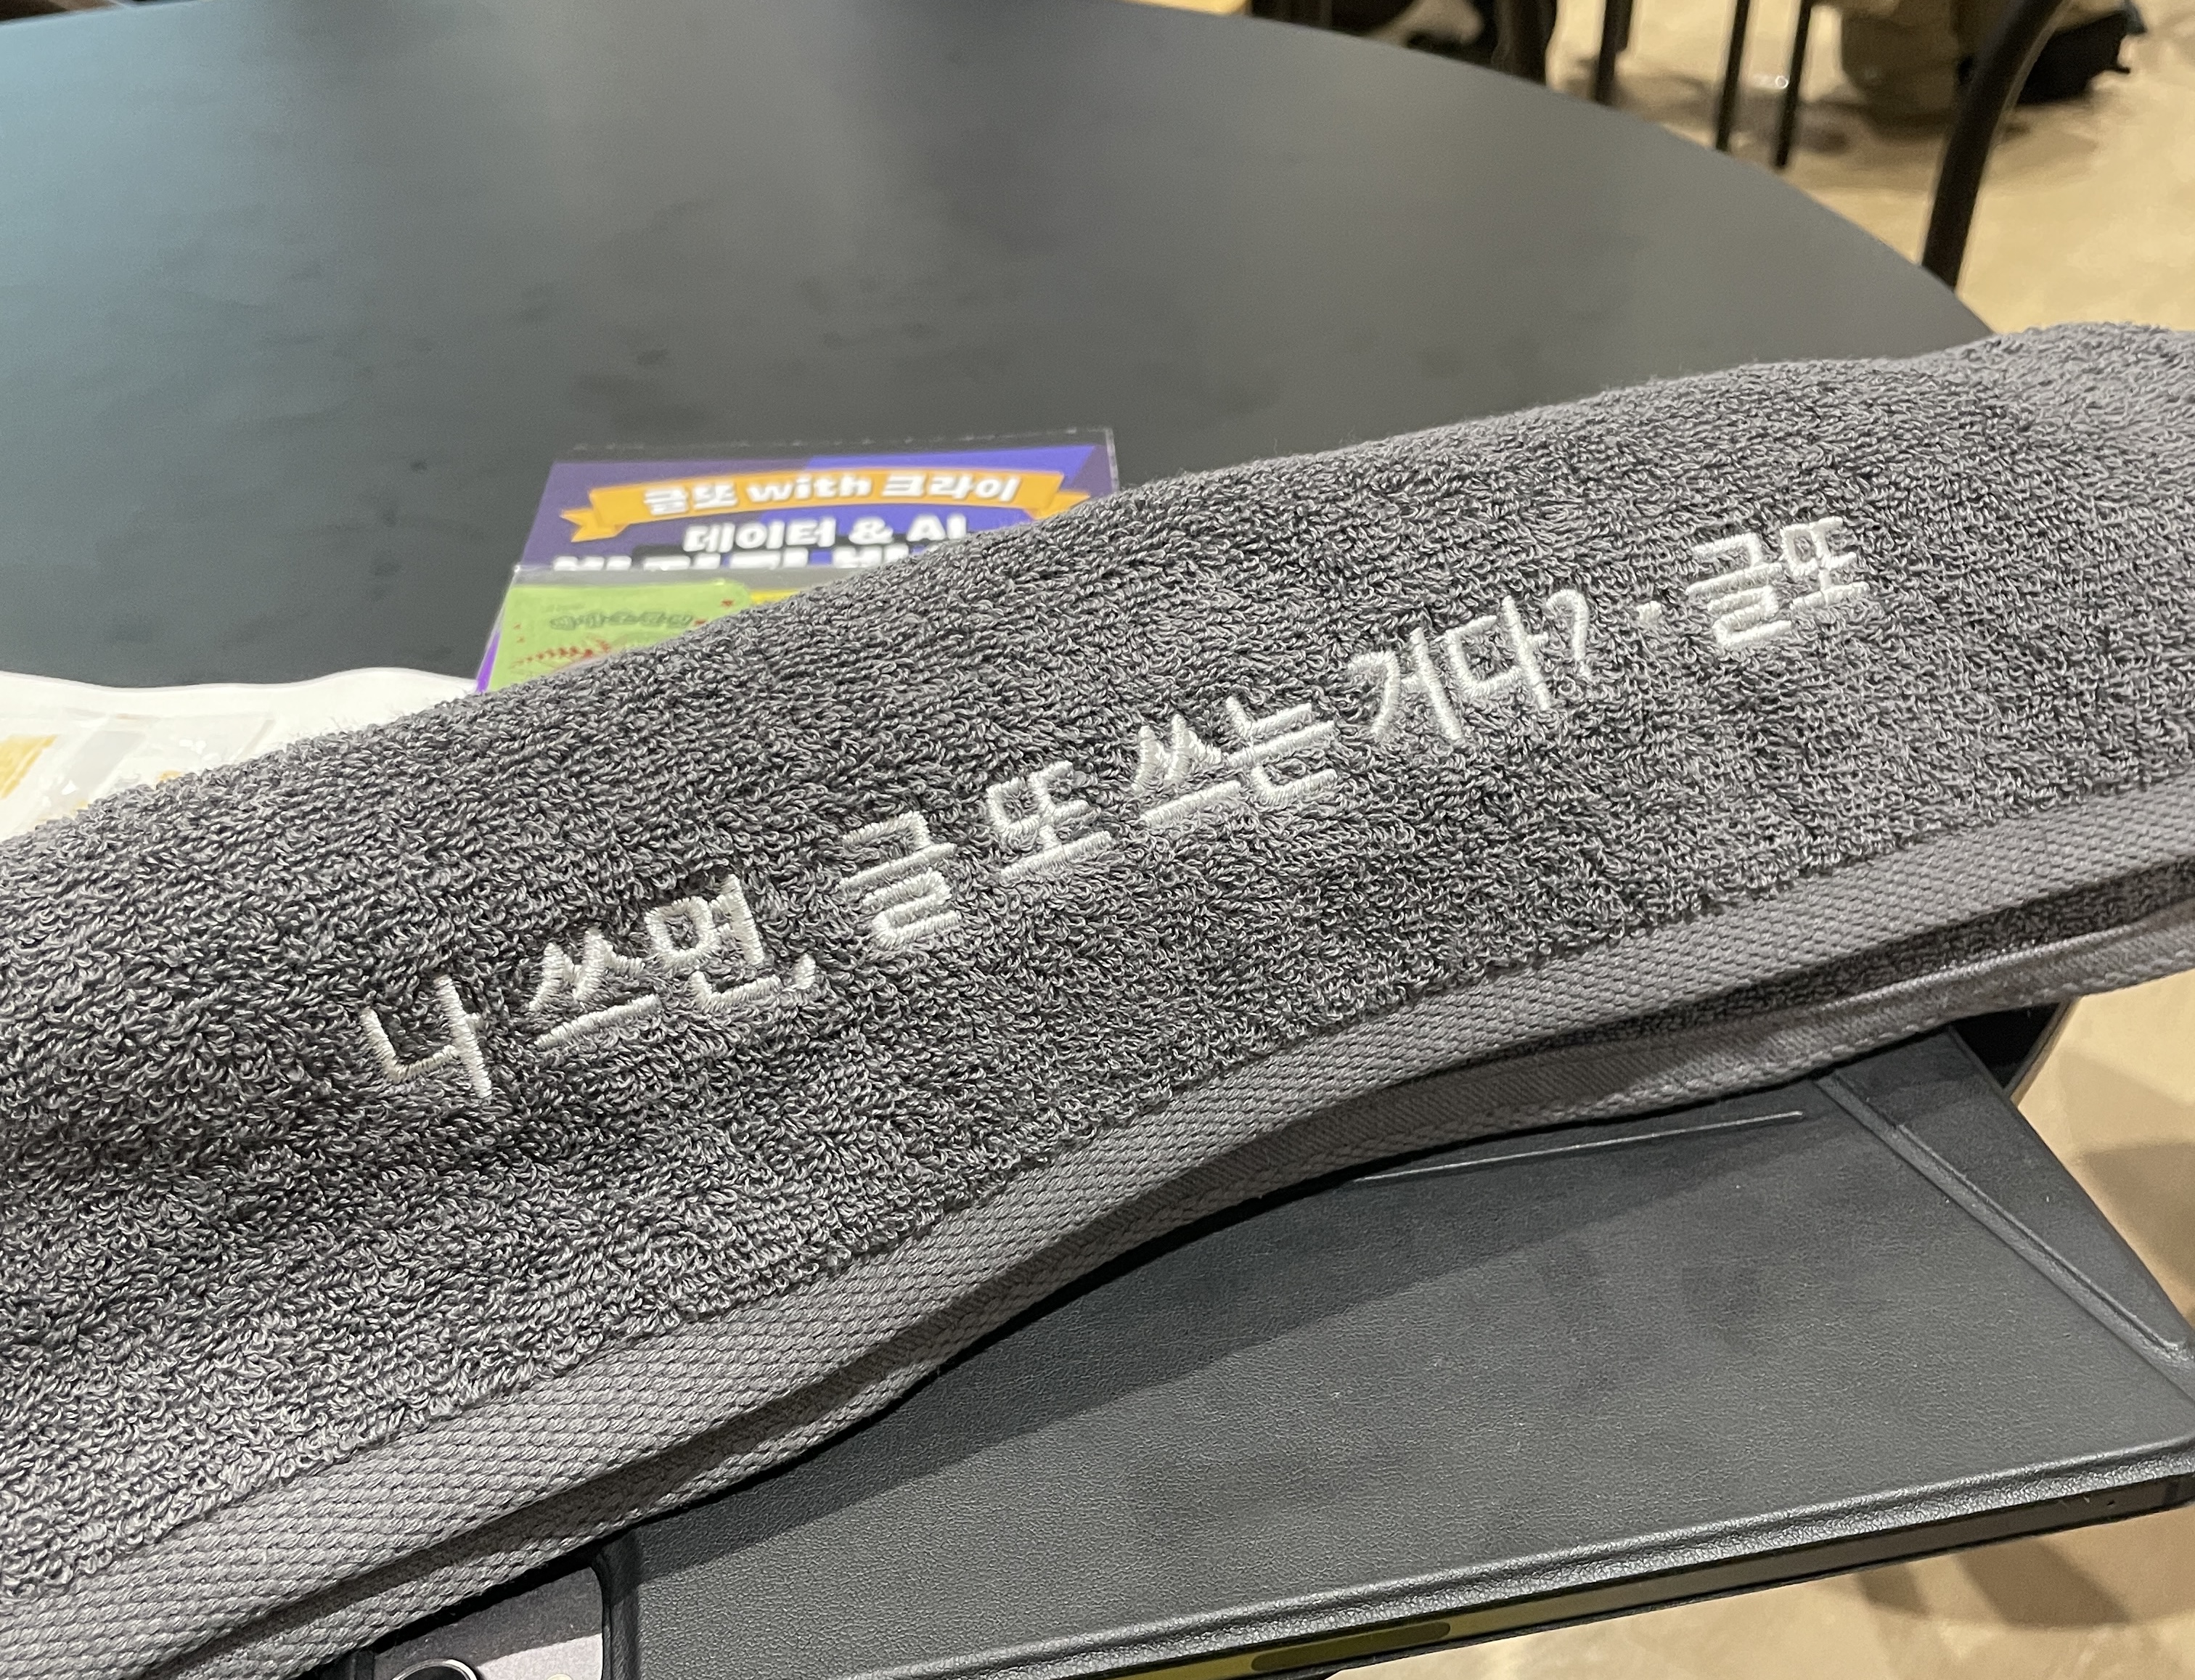 글또 with 크라이
데이터 & AI
나 쓰면, 글 또 쓰는 거다? - 글또